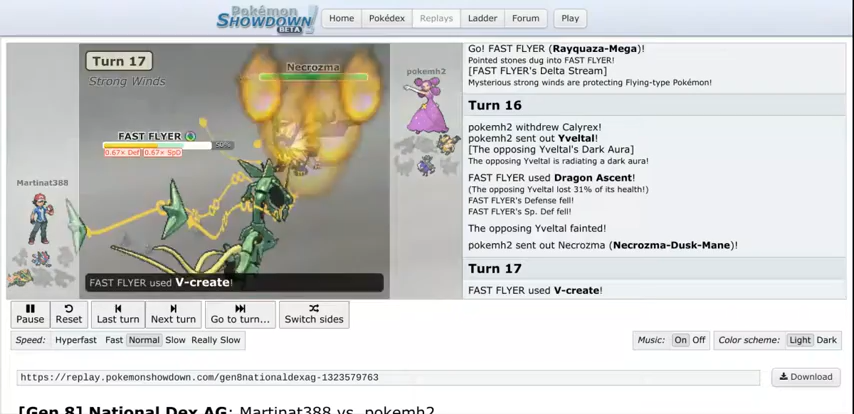 Pokémon
SHOWDOWN!
BETA
Home
Pokédex
Replays
Ladder
Forum
Play
Turn 17
Strong Winds
Necrozma
FAST FLYER
50%
0.67× Def
0.67× SpD
Martinat388
pokemh2
FAST FLYER used V-create!
Go! FAST FLYER (Rayquaza-Mega)!
Pointed stones dug into FAST FLYER!
[FAST FLYER's Delta Stream]
Mysterious strong winds are protecting Flying-type Pokémon!
Turn 16
pokemh2 withdrew Calyrex!
pokemh2 sent out Yveltal!
[The opposing Yveltal's Dark Aura]
The opposing Yveltal is radiating a dark aura!
FAST FLYER used Dragon Ascent!
(The opposing Yveltal lost 31% of its health!)
FAST FLYER's Defense fell!
FAST FLYER's Sp. Def fell!
The opposing Yveltal fainted!
pokemh2 sent out Necrozma (Necrozma-Dusk-Mane)!
Turn 17
FAST FLYER used V-create!
Pause
Reset
Last turn
Next turn
Go to turn...
Switch sides
Speed: Hyperfast Fast Normal Slow Really Slow
Music: On Off
Color scheme: Light Dark
https://replay.pokemonshowdown.com/gen8nationaldexag-1323579763
Download
[Gen 8] National Dex AG: Martinat388 vs. pokemh2